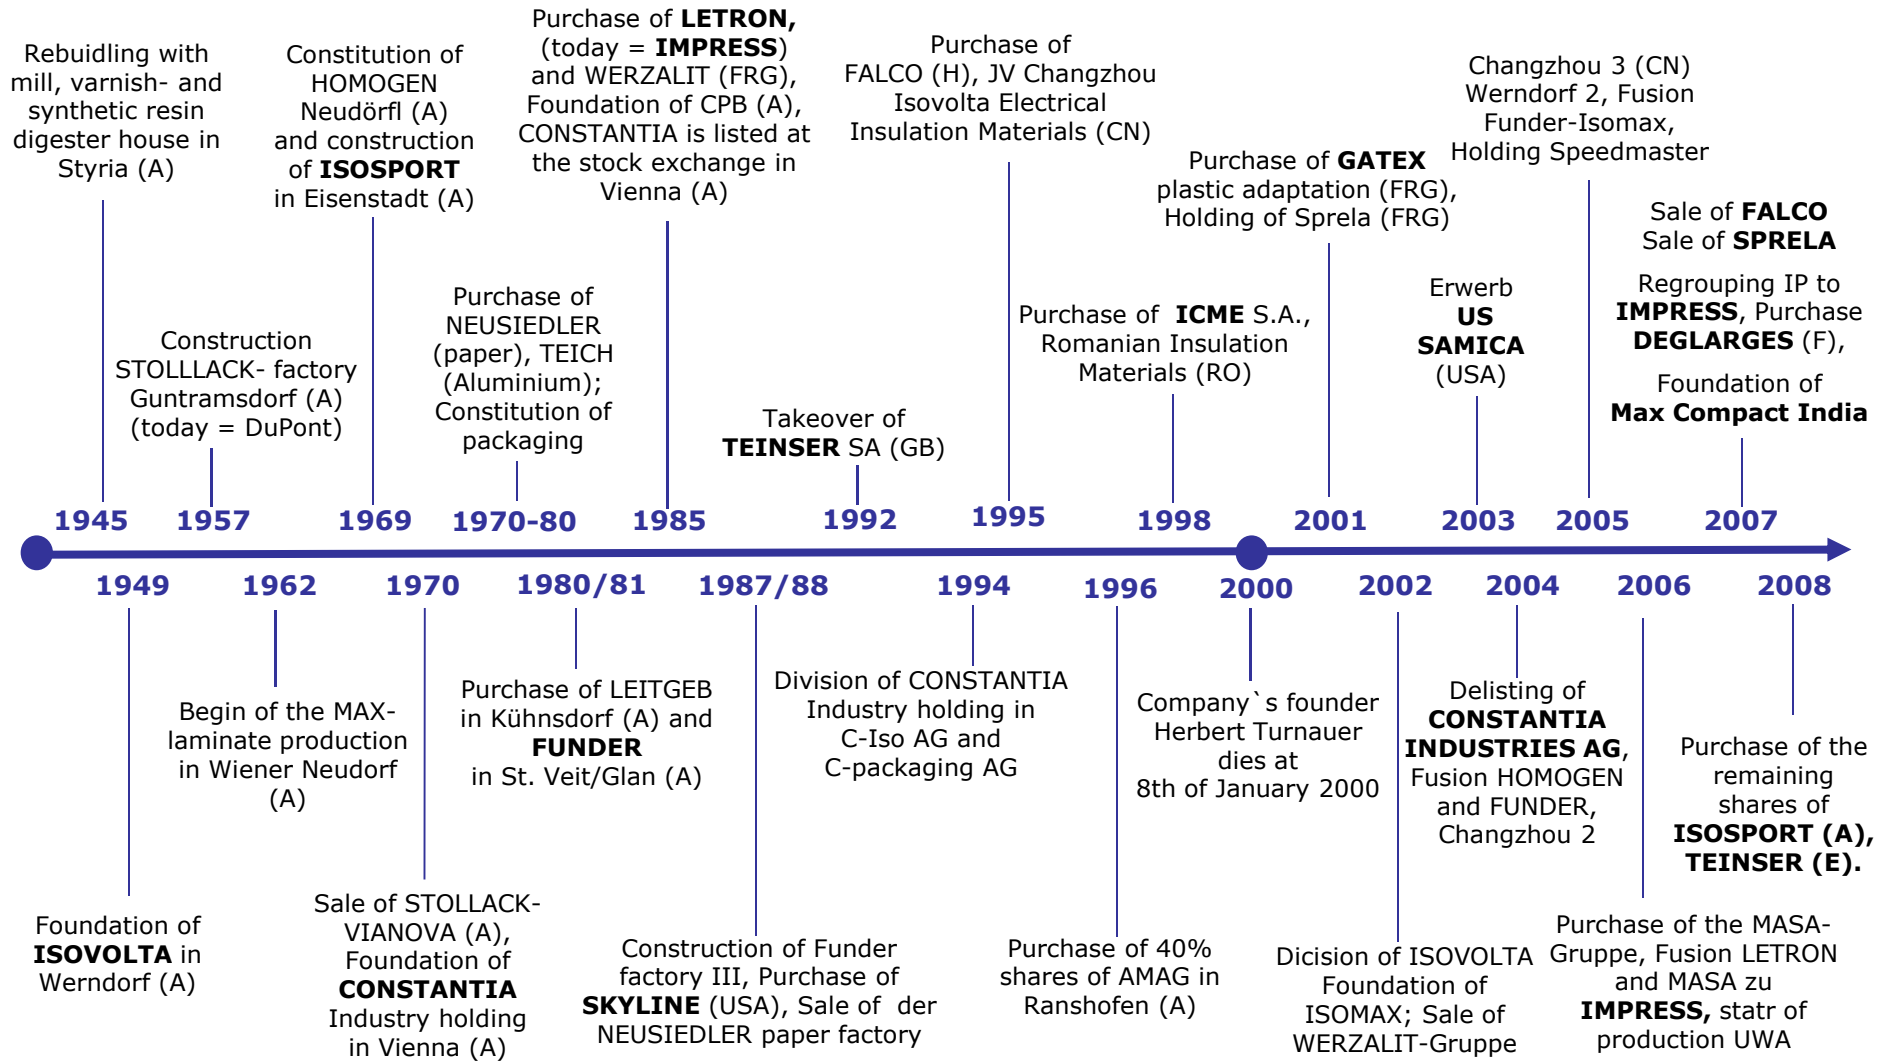 Rebuidling with
mill, varnish- and
synthetic resin
digester house in
Styria (A)
1945
Construction
STOLLLACK- factory
Guntramsdorf (A)
(today = DuPont)
1957
Constitution of
HOMOGEN
Neudörfl (A)
and construction
of ISOSPORT
in Eisenstadt (A)
1969
Purchase of
NEUSIEDLER
(paper), TEICH
(Aluminium);
Constitution of
packaging
1970-80
Purchase of LETRON,
(today = IMPRESS)
and WERZALIT (FRG),
Foundation of CPB (A),
CONSTANTIA is listed at
the stock exchange in
Vienna (A)
1985
Takeover of
TEINSER SA (GB)
1992
Purchase of
FALCO (H), JV Changzhou
Isovolta Electrical
Insulation Materials (CN)
1995
Purchase of ICME S.A.,
Romanian Insulation
Materials (RO)
1998
Purchase of GATEX
plastic adaptation (FRG),
Holding of Sprela (FRG)
2001
Erwerb
US
SAMICA
(USA)
2003
Changzhou 3 (CN)
Werndorf 2, Fusion
Funder-Isomax,
Holding Speedmaster
2005
Sale of FALCO
Sale of SPRELA
Regrouping IP to
IMPRESS, Purchase
DEGLARGES (F),
Foundation of
Max Compact India
2007
1949
Foundation of
ISOVOLTA in
Werndorf (A)
1962
Begin of the MAX-
laminate production
in Wiener Neudorf
(A)
1970
Sale of STOLLACK-
VIANOVA (A),
Foundation of
CONSTANTIA
Industry holding
in Vienna (A)
1980/81
Purchase of LEITGEB
in Kühnsdorf (A) and
FUNDER
in St. Veit/Glan (A)
1987/88
Construction of Funder
factory III, Purchase of
SKYLINE (USA), Sale of der
NEUSIEDLER paper factory
1994
Division of CONSTANTIA
Industry holding in
C-Iso AG and
C-packaging AG
1996
Purchase of 40%
shares of AMAG in
Ranshofen (A)
2000
Company`s founder
Herbert Turnauer
dies at
8th of January 2000
2002
Dicision of ISOVOLTA
Foundation of
ISOMAX; Sale of
WERZALIT-Gruppe
2004
Delisting of
CONSTANTIA
INDUSTRIES AG,
Fusion HOMOGEN
and FUNDER,
Changzhou 2
2006
Purchase of the MASA-
Gruppe, Fusion LETRON
and MASA zu
IMPRESS, statr of
production UWA
2008
Purchase of the
remaining
shares of
ISOSPORT (A),
TEINSER (E).